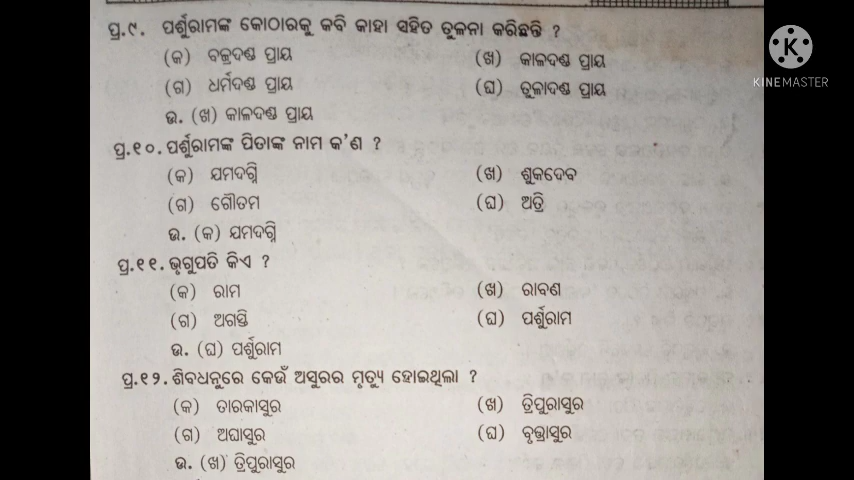 ପ୍ର.୯. ପର୍ଶୁରାମଙ୍କ କୋଠାରକୁ କବି କାହା ସହିତ ତୁଳନା କରିଛନ୍ତି ?
(କ) ବକ୍ରଦଣ୍ଡ ପ୍ରାୟ (ଖ) କାଳଦଣ୍ଡ ପ୍ରାୟ
(ଗ) ଧର୍ମଦଣ୍ଡ ପ୍ରାୟ (ଘ) ତୁଳାଦଣ୍ଡ ପ୍ରାୟ
ଉ. (ଖ) କାଳଦଣ୍ଡ ପ୍ରାୟ
ପ୍ର.୧୦. ପର୍ଶୁରାମଙ୍କ ପିତାଙ୍କ ନାମ କ'ଣ ?
(କ) ଯମଦଗ୍ନି (ଖ) ଶୁକଦେବ
(ଗ) ଗୌତମ (ଘ) ଅତ୍ରି
ଉ. (କ) ଯମଦଗ୍ନି
ପ୍ର.୧୧. ଭୃଗୁପତି କିଏ ?
(କ) ରାମ (ଖ) ରାବଣ
(ଗ) ଅଗସ୍ତି (ଘ) ପର୍ଶୁରାମ
ଉ. (ଘ) ପର୍ଶୁରାମ
ପ୍ର.୧୨. ଶିବଧନୁରେ କେଉଁ ଅସୁରର ମୃତ୍ୟୁ ହୋଇଥିଲା ?
(କ) ତାରକାସୁର (ଖ) ତ୍ରିପୁରାସୁର
(ଗ) ଅଘାସୁର (ଘ) ବୃତ୍ରାସୁର
ଉ. (ଖ) ତ୍ରିପୁରାସୁର
KINEMASTER